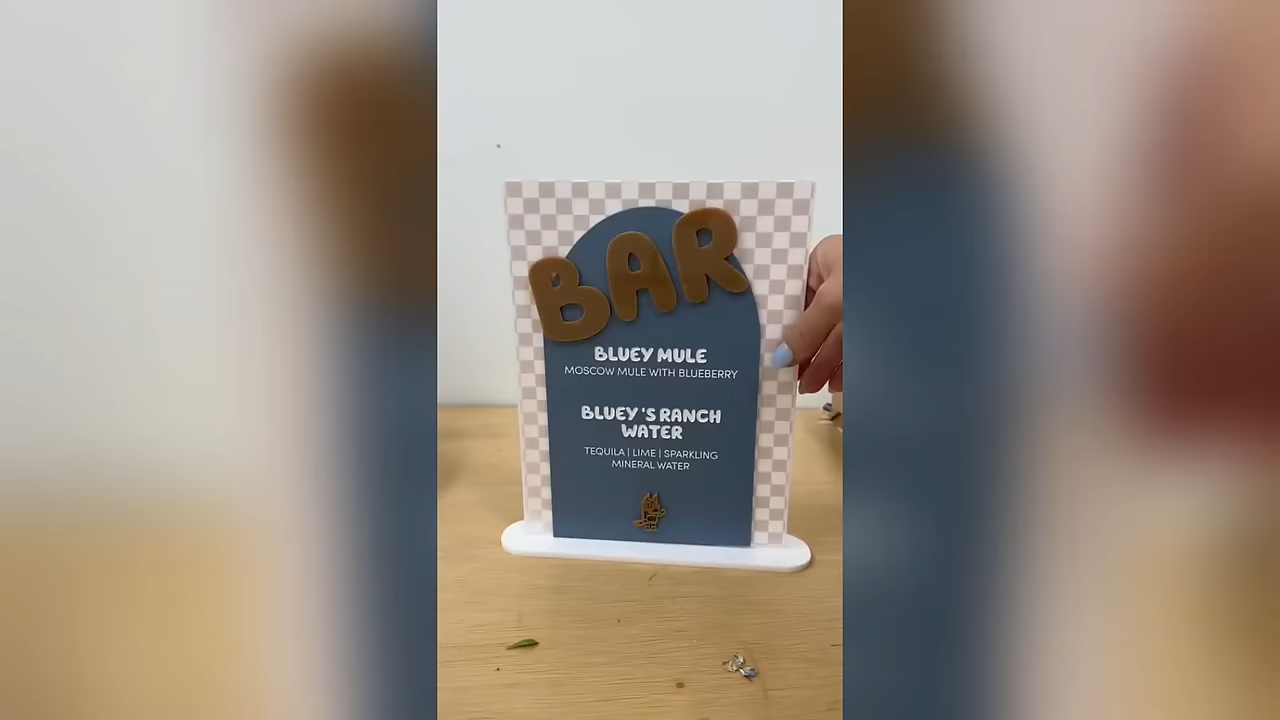 BAR
BLUEY MULE
MOSCOW MULE WITH BLUEBERRY
BLUEY'S RANCH
WATER
TEQUILA | LIME | SPARKLING
MINERAL WATER